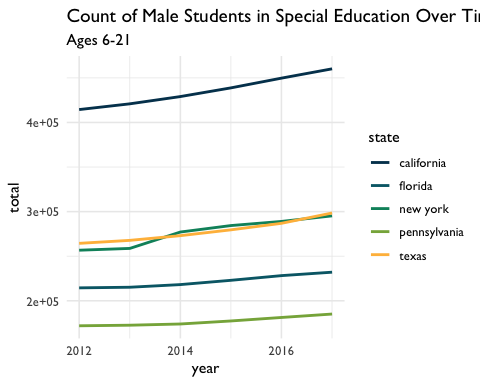 Count of Male Students in Special Education Over
Ages 6-21
4e+05
3e+05
2e+05
total
2012
2014
2016
year
state
california
florida
new york
pennsylvania
texas